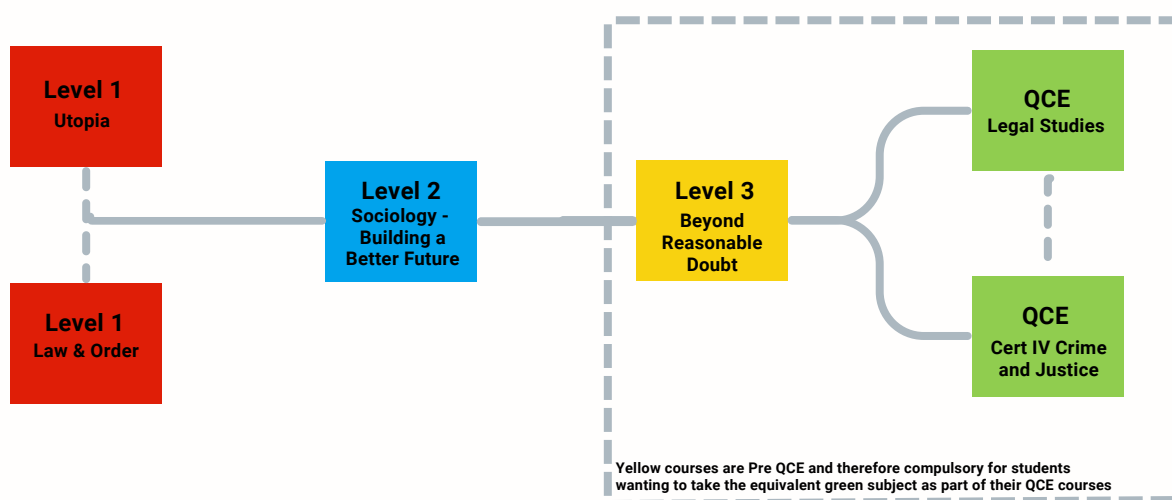 Level 1
Utopia
Level 1
Law & Order
Level 2
Sociology -
Building a
Better Future
Level 3
Beyond
Reasonable
Doubt
QCE
Legal Studies
QCE
Cert IV Crime
and Justice
Yellow courses are Pre QCE and therefore compulsory for students
wanting to take the equivalent green subject as part of their QCE courses